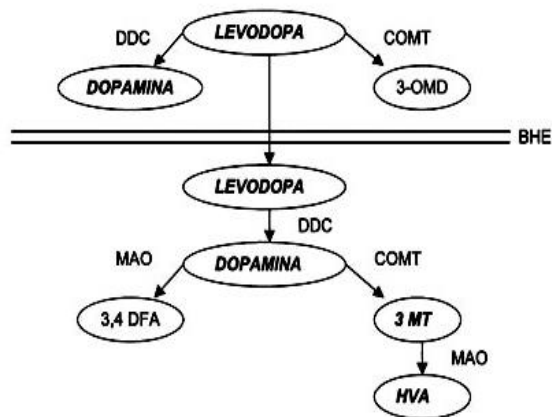 DDC
LEVODOPA
COMT
DOPAMINA
3-OMD
BHE
LEVODOPA
DDC
MAO
DOPAMINA
COMT
3,4 DFA
3 MT
MAO
HVA